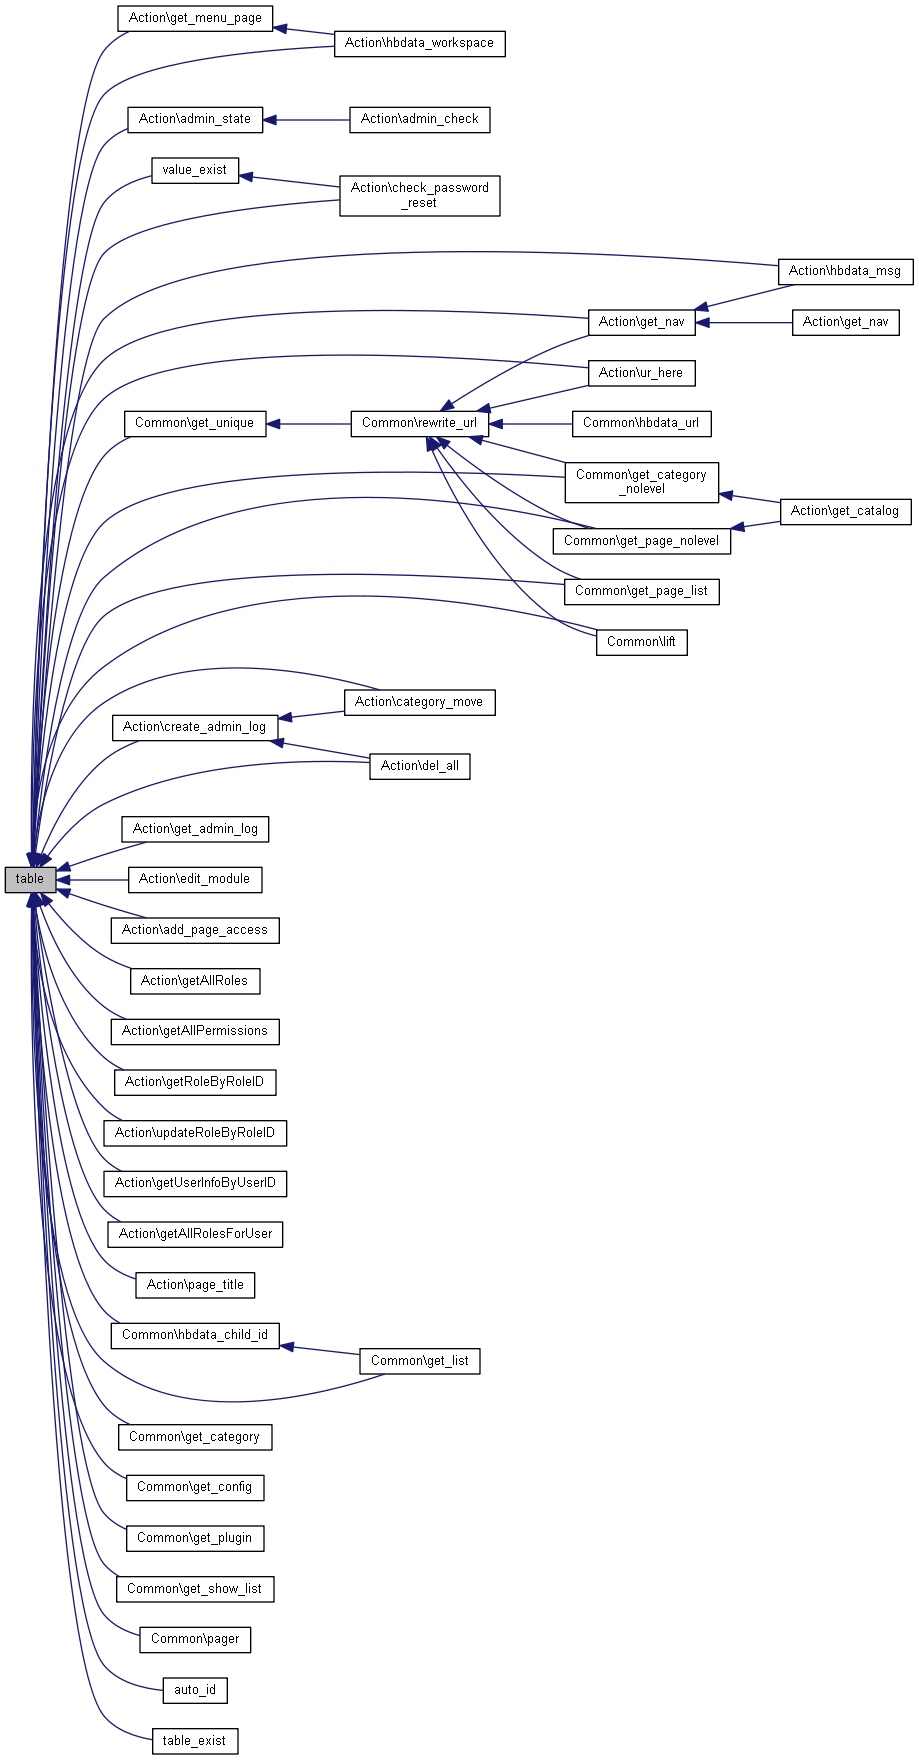 Action\get_menu_page
Action\hbdata_workspace
Action\admin_state
Action\admin_check
value_exist
Action\check_password
_reset
Action\hbdata_msg
Action\get_nav
Action\get_nav
Action\ur_here
Common\get_unique
Common\rewrite_url
Common\hbdata_url
Common\get_category
_nolevel
Action\get_catalog
Common\get_page_nolevel
Common\get_page_list
Common\lift
Action\category_move
Action\create_admin_log
Action\del_all
Action\get_admin_log
table
Action\edit_module
Action\add_page_access
Action\getAllRoles
Action\getAllPermissions
Action\getRoleByRoleID
Action\updateRoleByRoleID
Action\getUserInfoByUserID
Action\getAllRolesForUser
Action\page_title
Common\hbdata_child_id
Common\get_list
Common\get_category
Common\get_config
Common\get_plugin
Common\get_show_list
Common\pager
auto_id
table_exist